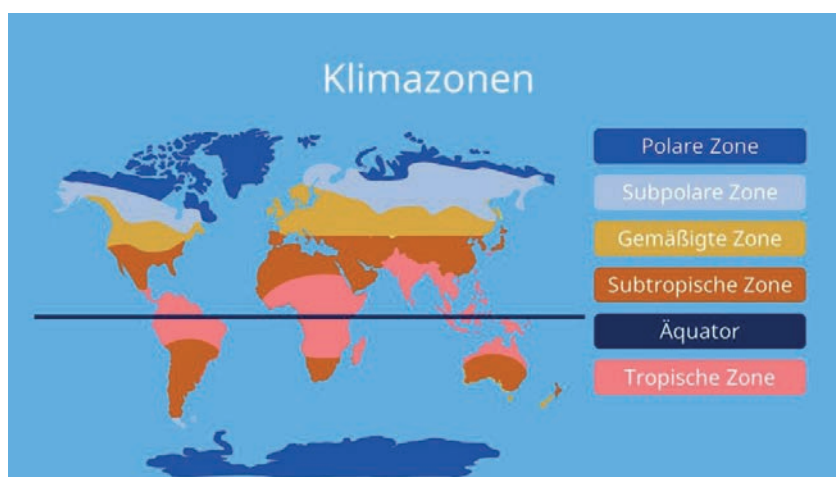 Klimazonen
Polare Zone
Subpolare Zone
Gemäßigte Zone
Subtropische Zone
Äquator
Tropische Zone